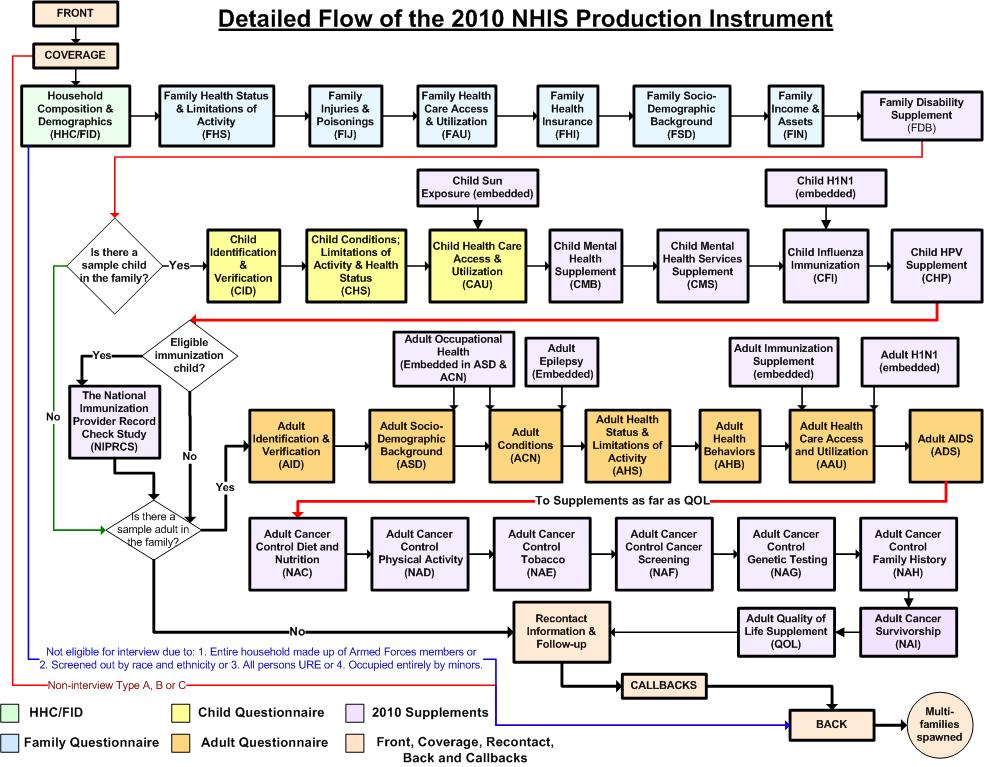 Detailed Flow of the 2010 NHIS Production Instrument
FRONT
COVERAGE
Household
Composition &
Demographics
(HHC/FID)
Family Health Status
& Limitations of
Activity
(FHS)
Family
Injuries &
Poisonings
(FIJ)
Family Health
Care Access
& Utilization
(FAU)
Family
Health
Insurance
(FHI)
Family Socio-
Demographic
Background
(FSD)
Family
Income &
Assets
(FIN)
Family Disability
Supplement
(FDB)
Child Sun
Exposure (embedded)
Child H1N1
(embedded)
Is there a
sample child
in the family?
Yes
Child
Identification
&
Verification
(CID)
Child Conditions;
Limitations of
Activity & Health
Status
(CHS)
Child Health Care
Access &
Utilization
(CAU)
Child Mental
Health
Supplement
(CMB)
Child Mental
Health Services
Supplement
(CMS)
Child Influenza
Immunization
(CFI)
Child HPV
Supplement
(CHP)
Eligible
immunization
child?
Yes
No
No
The National
Immunization
Provider Record
Check Study
(NIPRCS)
Adult Occupational
Health
(Embedded in ASD &
ACN)
Adult
Epilepsy
(Embedded)
Adult Immunization
Supplement
(embedded)
Adult H1N1
(embedded)
Is there a
sample adult in
the family?
Yes
Adult
Identification &
Verification
(AID)
Adult Socio-
Demographic
Background
(ASD)
Adult
Conditions
(ACN)
Adult Health
Status &
Limitations of
Activity
(AHS)
Adult
Health
Behaviors
(AHB)
Adult Health
Care Access
and Utilization
(AAU)
Adult AIDS
(ADS)
To Supplements as far as QOL
Adult Cancer
Control Diet and
Nutrition
(NAC)
Adult Cancer
Control
Physical Activity
(NAD)
Adult Cancer
Control
Tobacco
(NAE)
Adult Cancer
Control Cancer
Screening
(NAF)
Adult Cancer
Control
Genetic Testing
(NAG)
Adult Cancer
Control
Family History
(NAH)
No
Recontact
Information &
Follow-up
Adult Quality of
Life Supplement
(QOL)
Adult Cancer
Survivorship
(NAI)
Not eligible for interview due to: 1. Entire household made up of Armed Forces members or
2. Screened out by race and ethnicity or 3. All persons URE or 4. Occupied entirely by minors.
Non-interview Type A, B or C
CALLBACKS
BACK
Multi-
families
spawned
HHC/FID
Child Questionnaire
2010 Supplements
Family Questionnaire
Adult Questionnaire
Front, Coverage, Recontact,
Back and Callbacks